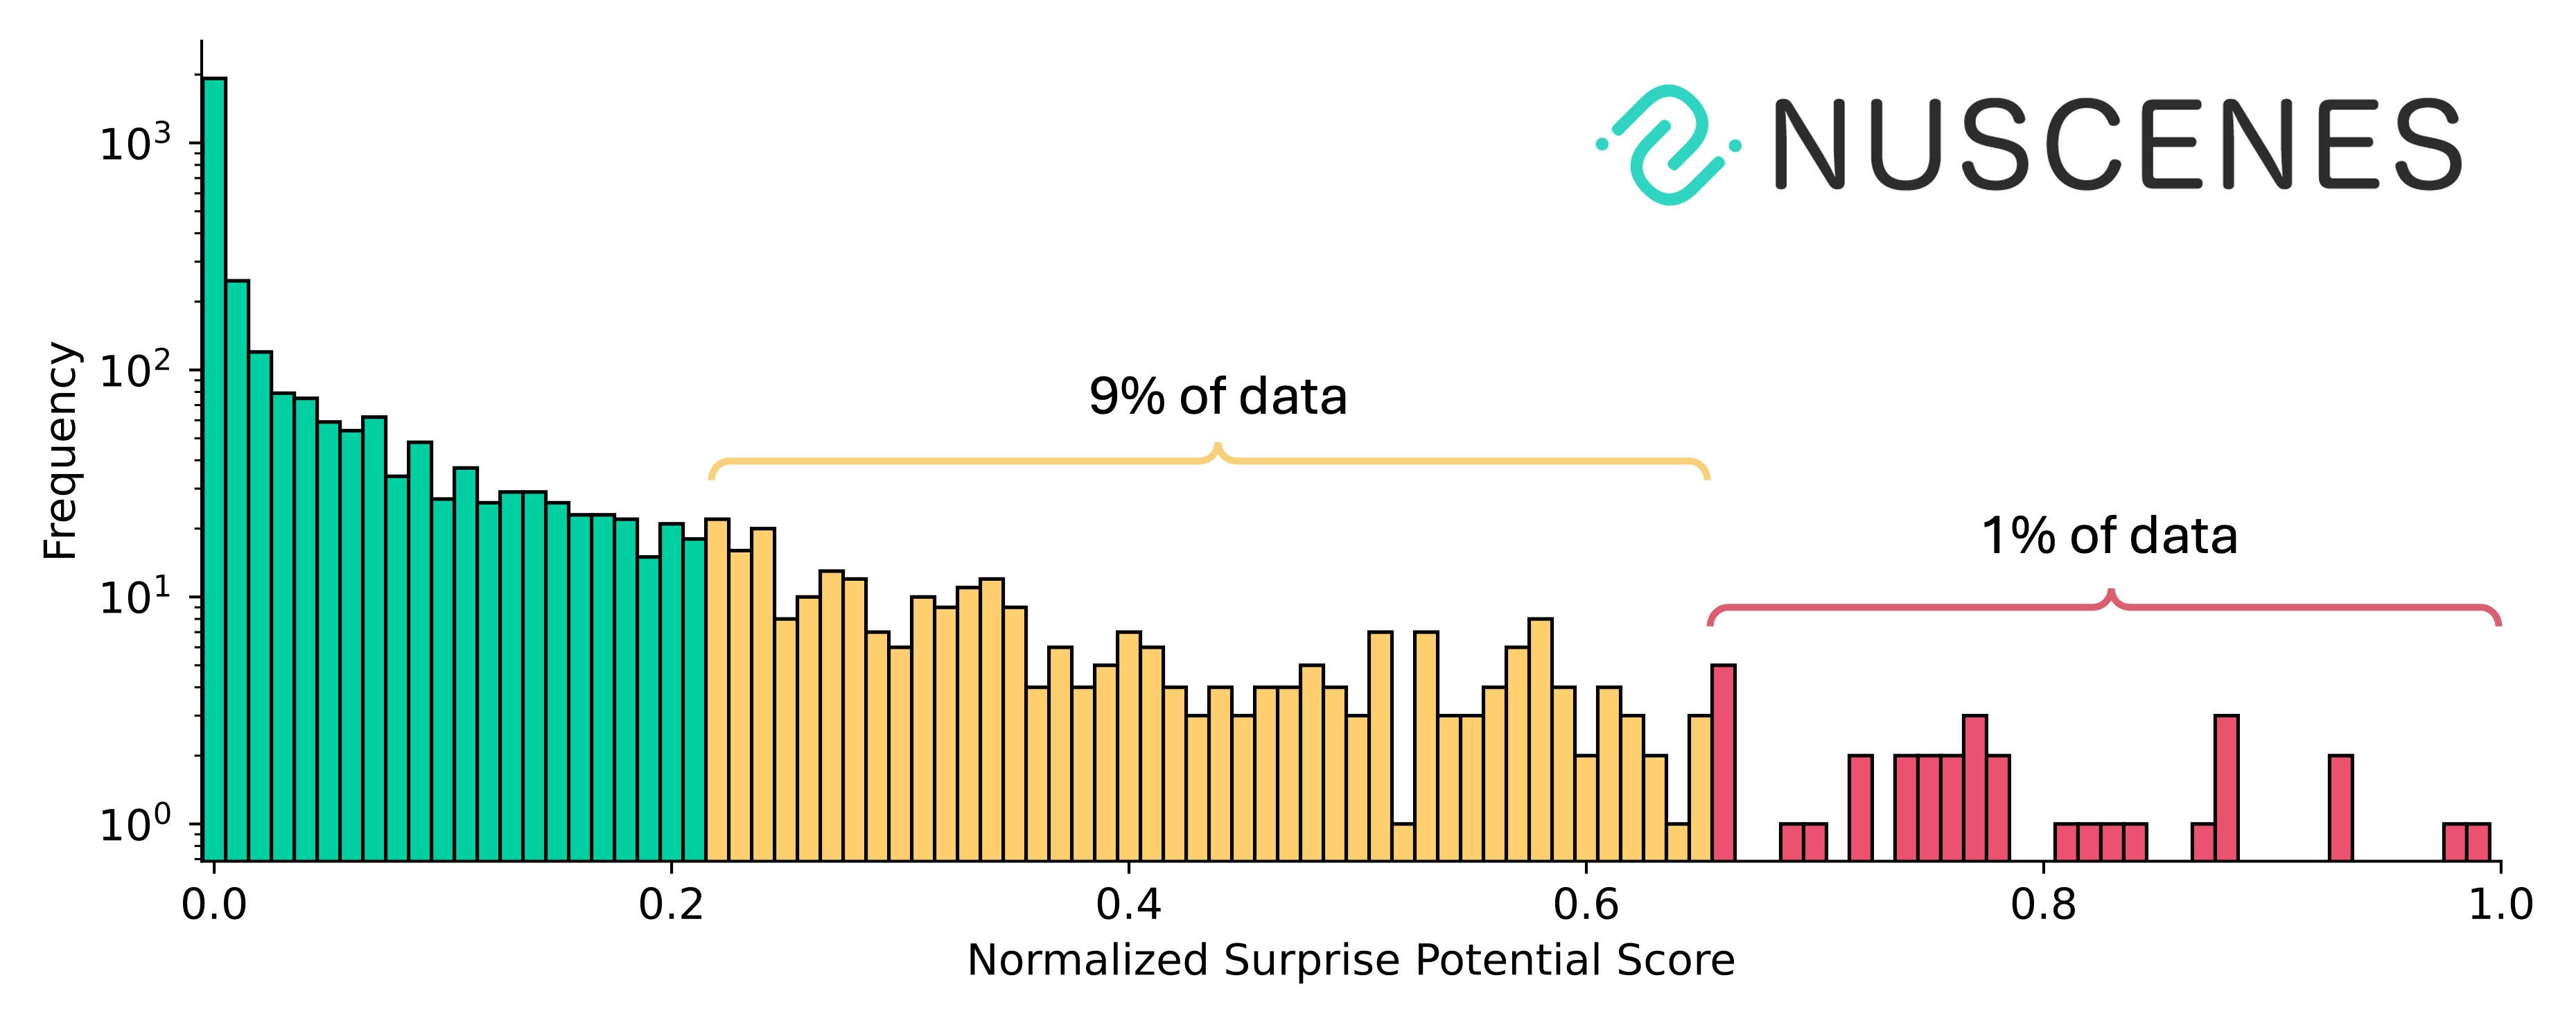 NUSCENES
10³
10²
10¹
10⁰
Frequency
9% of data
1% of data
0.0 0.2 0.4 0.6 0.8 1.0
Normalized Surprise Potential Score